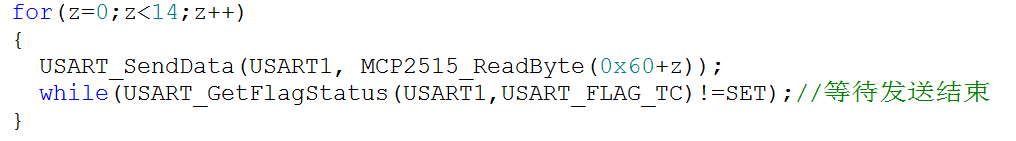 for(z=0;z<14;z++)
{
  USART_SendData(USART1, MCP2515_ReadByte(0x60+z));
  while(USART_GetFlagStatus(USART1,USART_FLAG_TC)!=SET);//等待发送结束
}